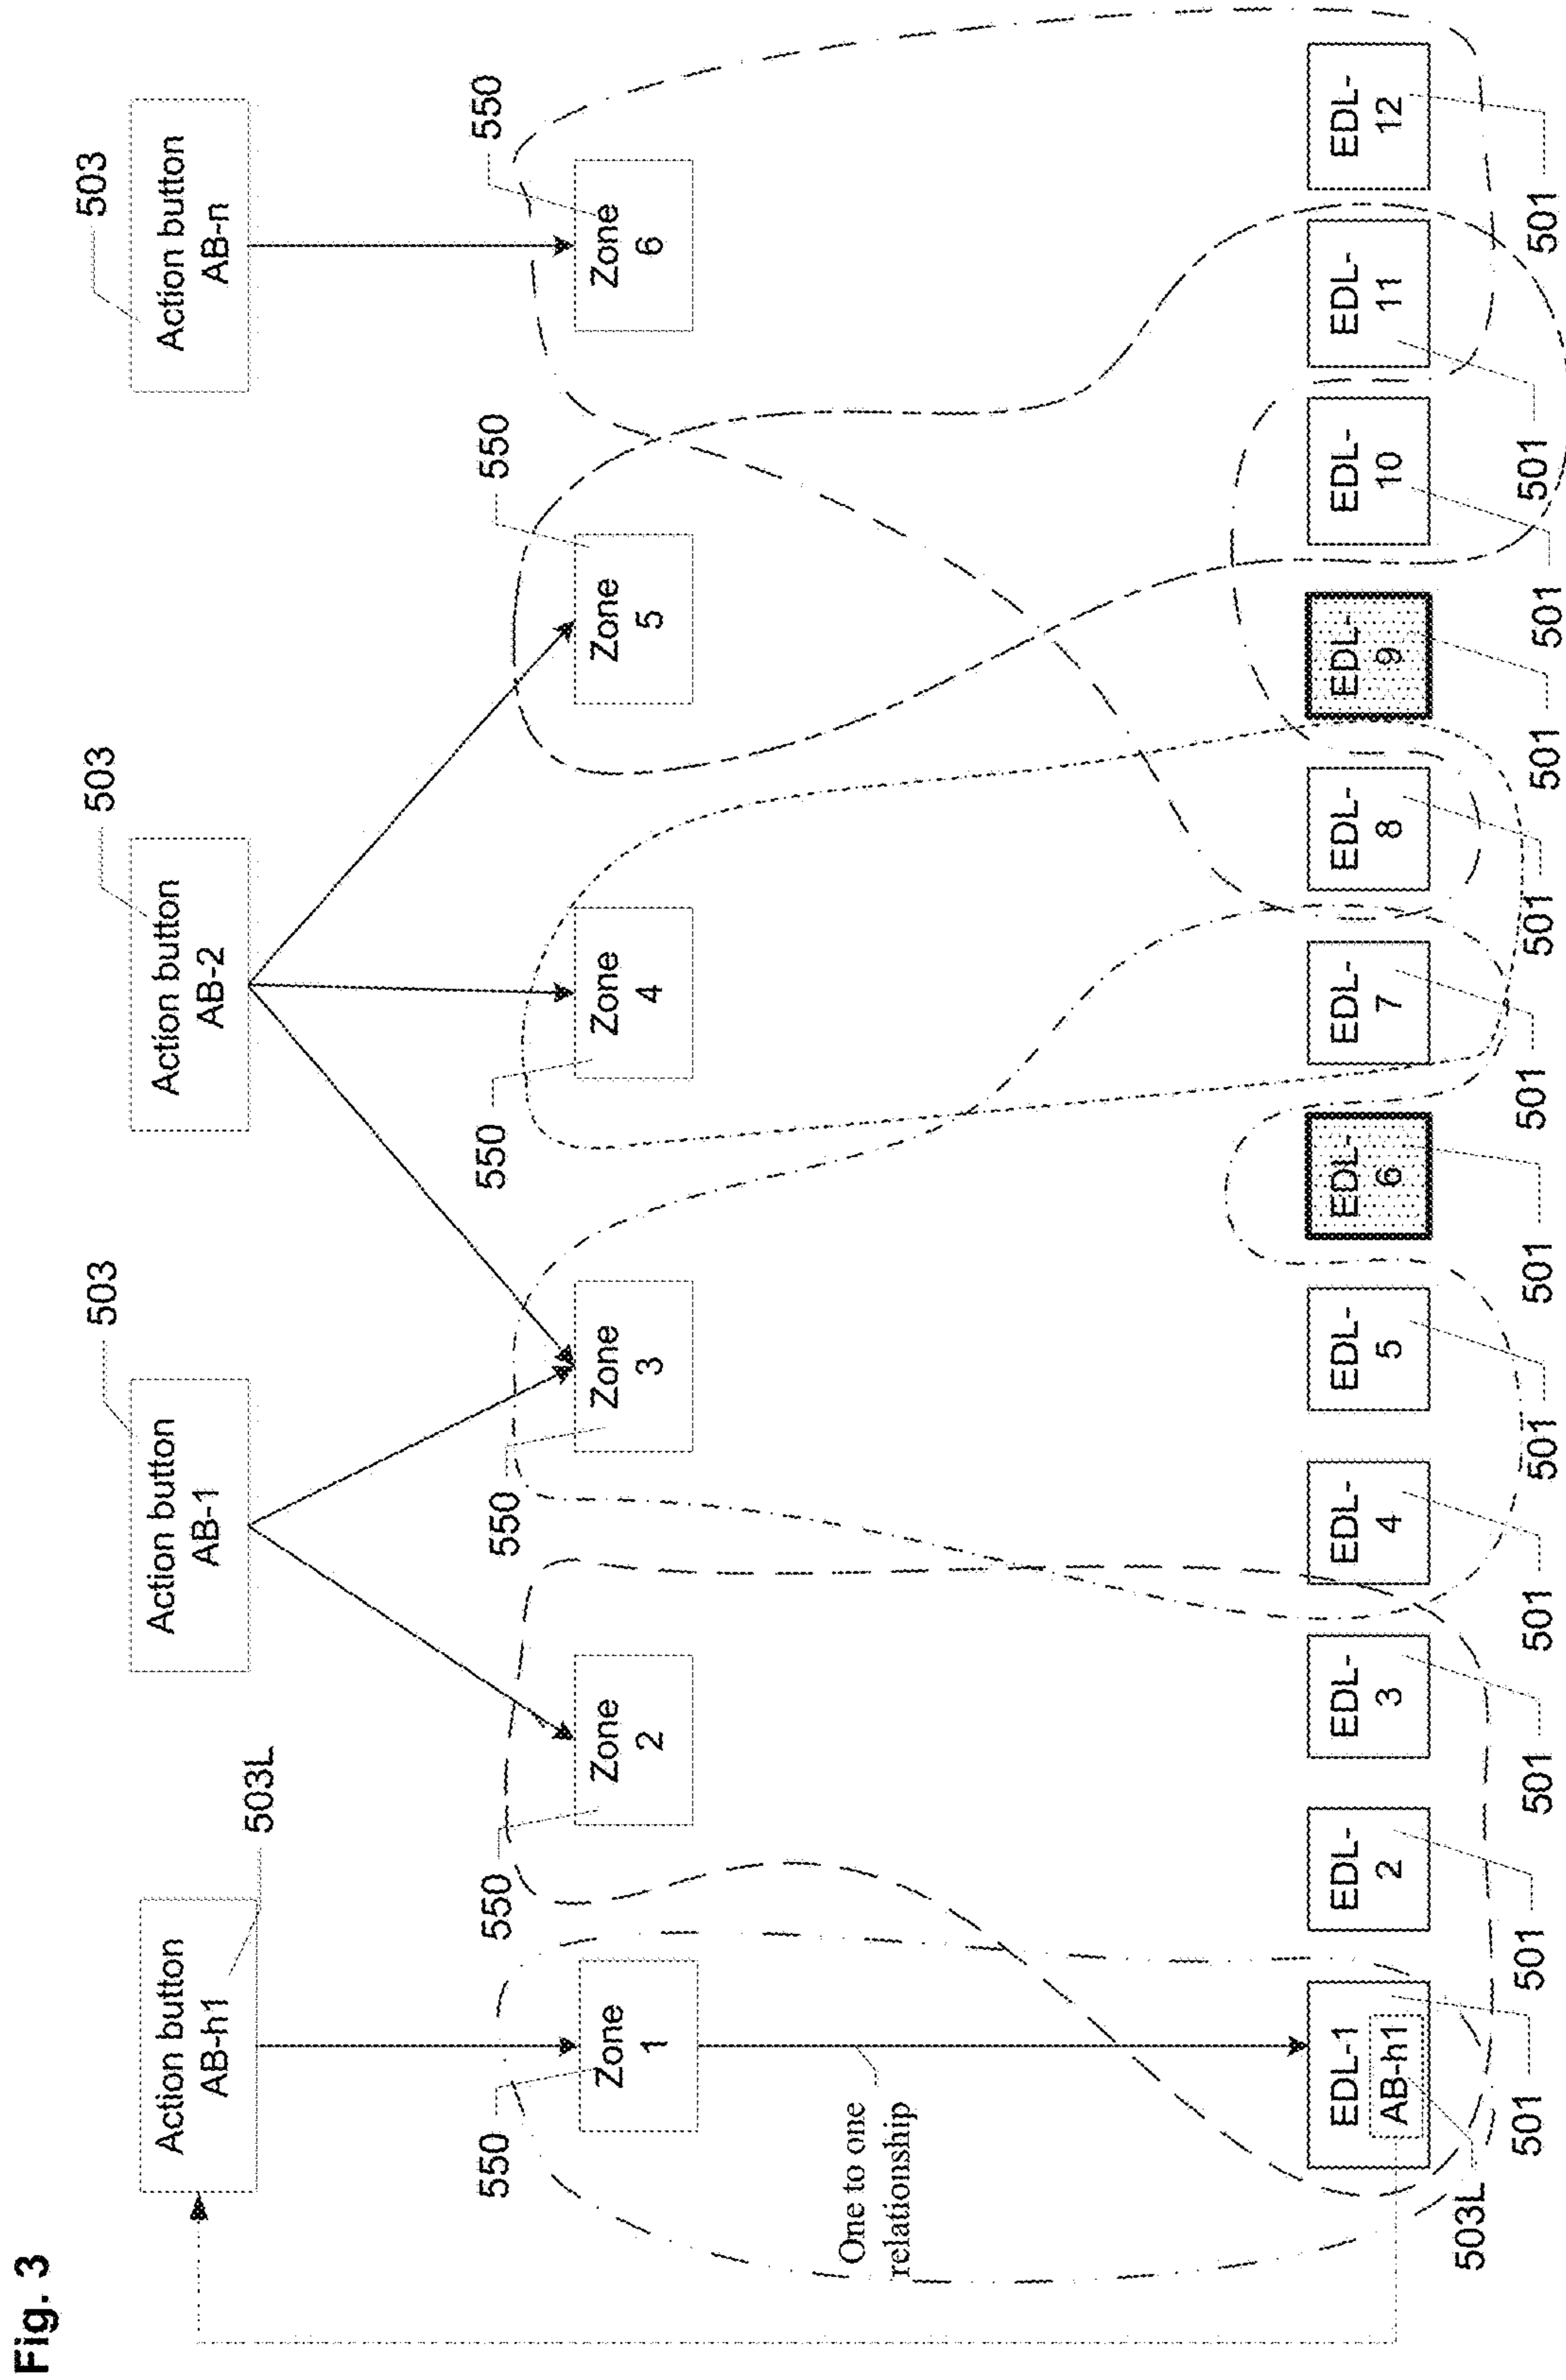 Fig. 3
503L
503
503
503
Action button
AB-h1
Action button
AB-1
Action button
AB-2
Action button
AB-n
550
550
550
550
550
550
Zone
1
Zone
2
Zone
3
Zone
4
Zone
5
Zone
6
One to one
relationship
EDL-1
AB-h1
EDL-
2
EDL-
3
EDL-
4
EDL-
5
EDL-
6
EDL-
7
EDL-
8
EDL-
9
EDL-
10
EDL-
11
EDL-
12
503L
501
501
501
501
501
501
501
501
501
501
501
501